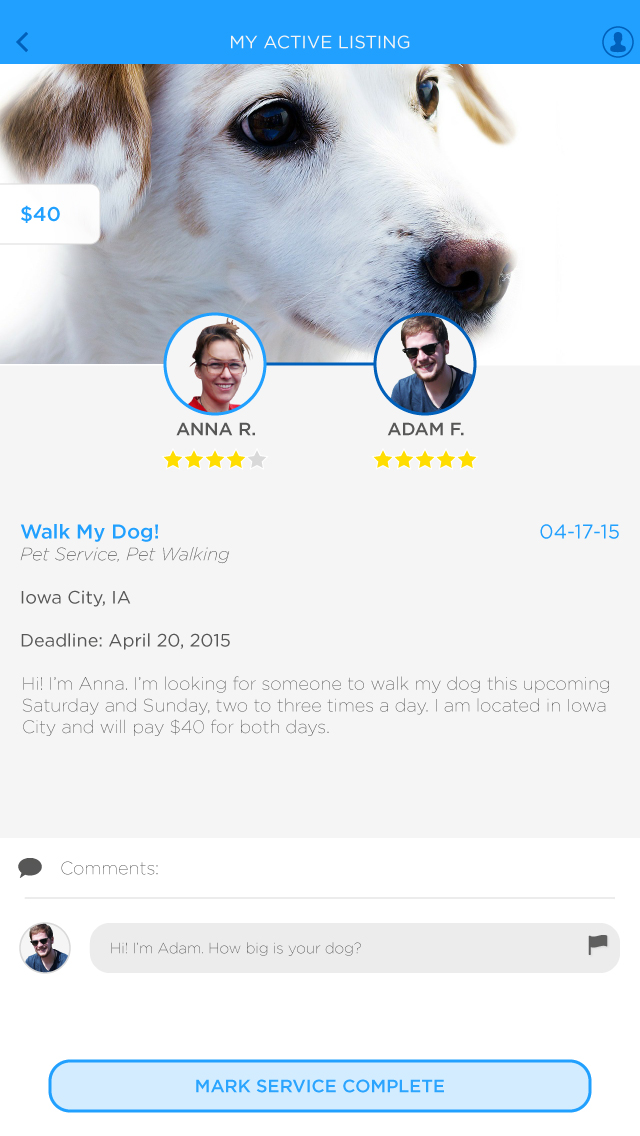 MY ACTIVE LISTING
$40
ANNA R.
ADAM F.
Walk My Dog!
04-17-15
Pet Service, Pet Walking
Iowa City, IA
Deadline: April 20, 2015
Hi! I'm Anna. I'm looking for someone to walk my dog this upcoming
Saturday and Sunday, two to three times a day. I am located in Iowa
City and will pay $40 for both days.
Comments:
Hi! I'm Adam. How big is your dog?
MARK SERVICE COMPLETE